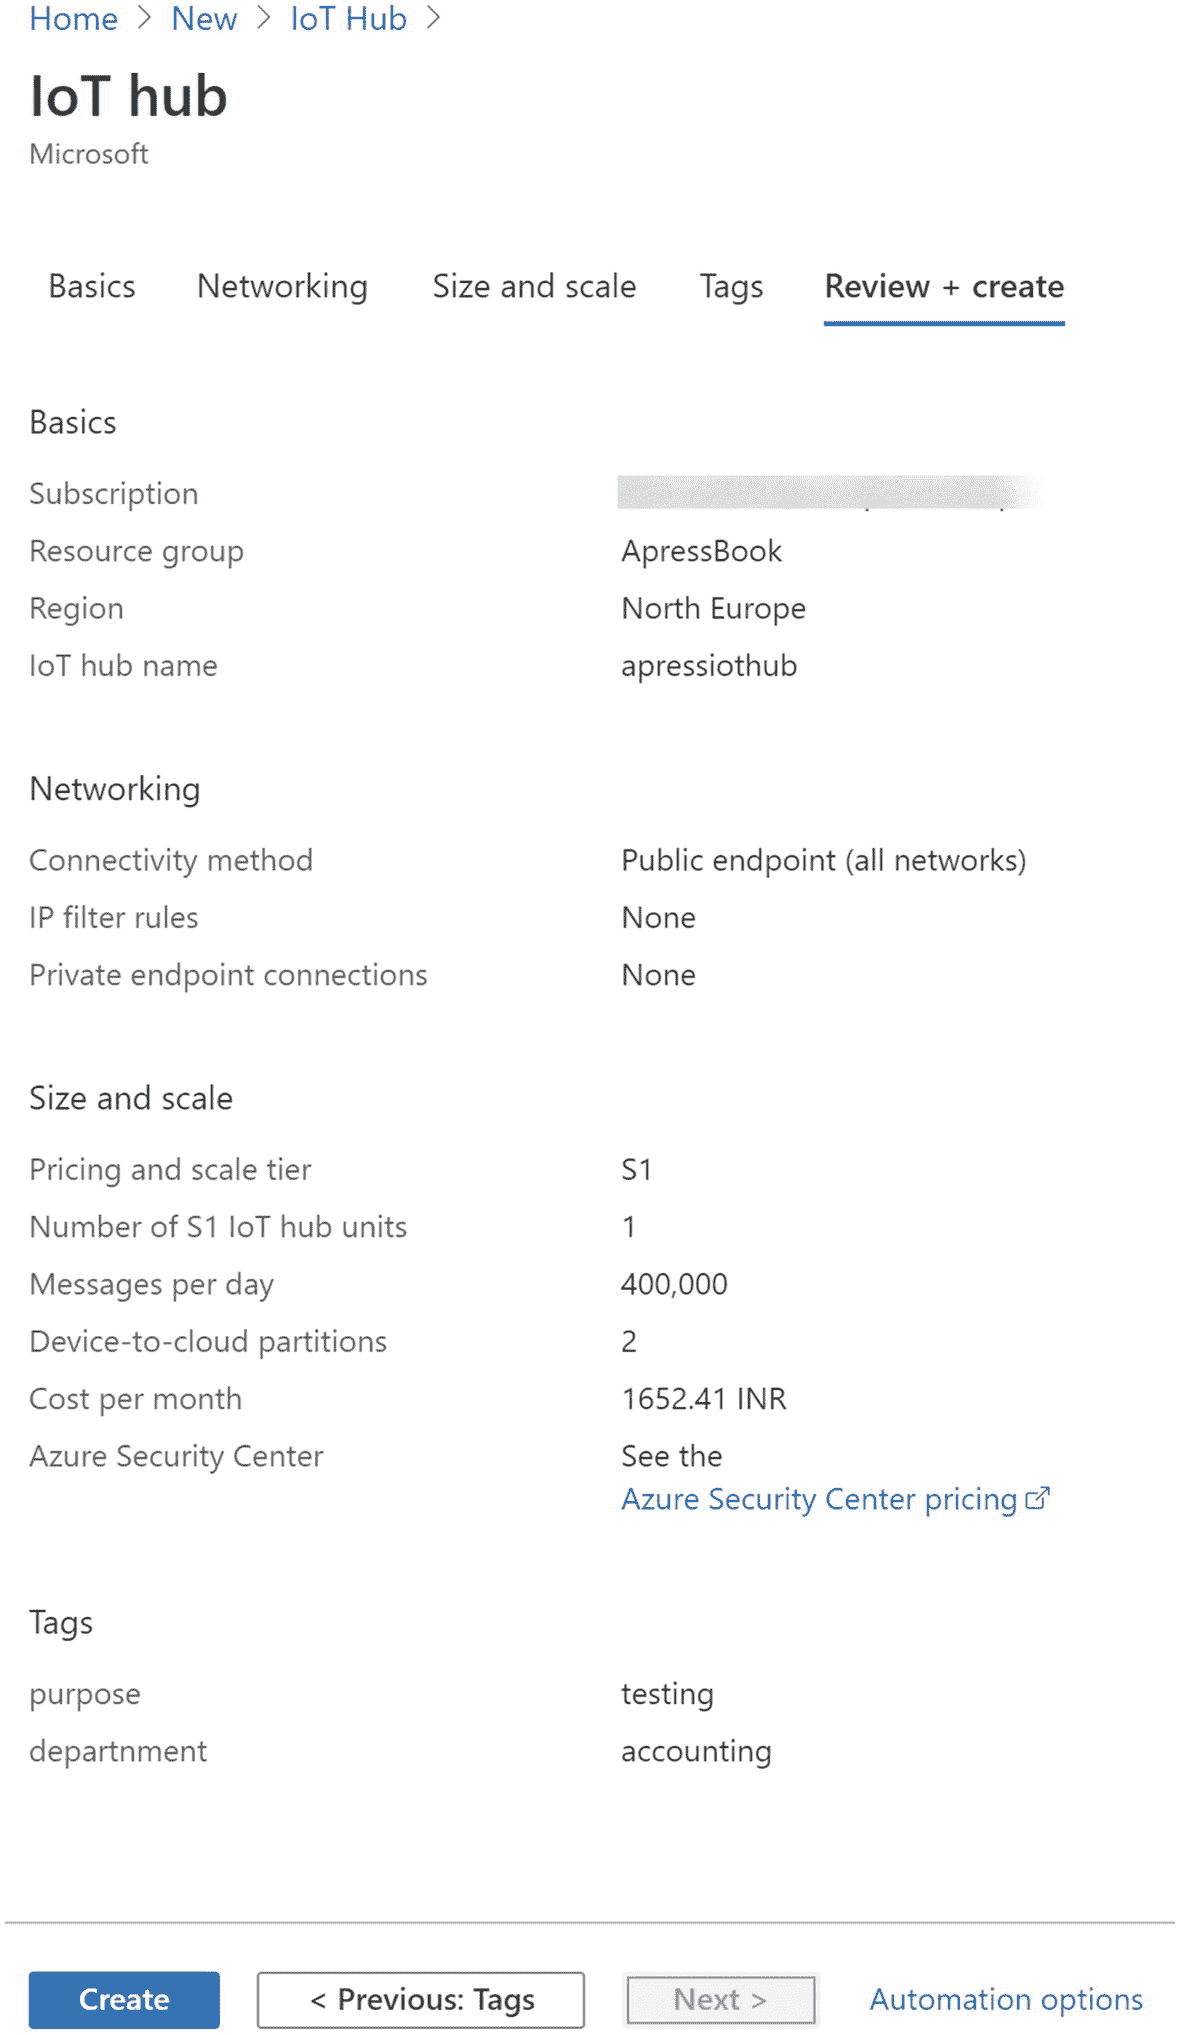 Home > New > IoT Hub >
IoT hub
Microsoft
Basics Networking Size and scale Tags Review + create
Basics
Subscription
Resource group ApressBook
Region North Europe
IoT hub name apressiothub
Networking
Connectivity method Public endpoint (all networks)
IP filter rules None
Private endpoint connections None
Size and scale
Pricing and scale tier S1
Number of S1 IoT hub units 1
Messages per day 400,000
Device-to-cloud partitions 2
Cost per month 1652.41 INR
Azure Security Center See the
Azure Security Center pricing
Tags
purpose testing
departnment accounting
Create < Previous: Tags Next > Automation options